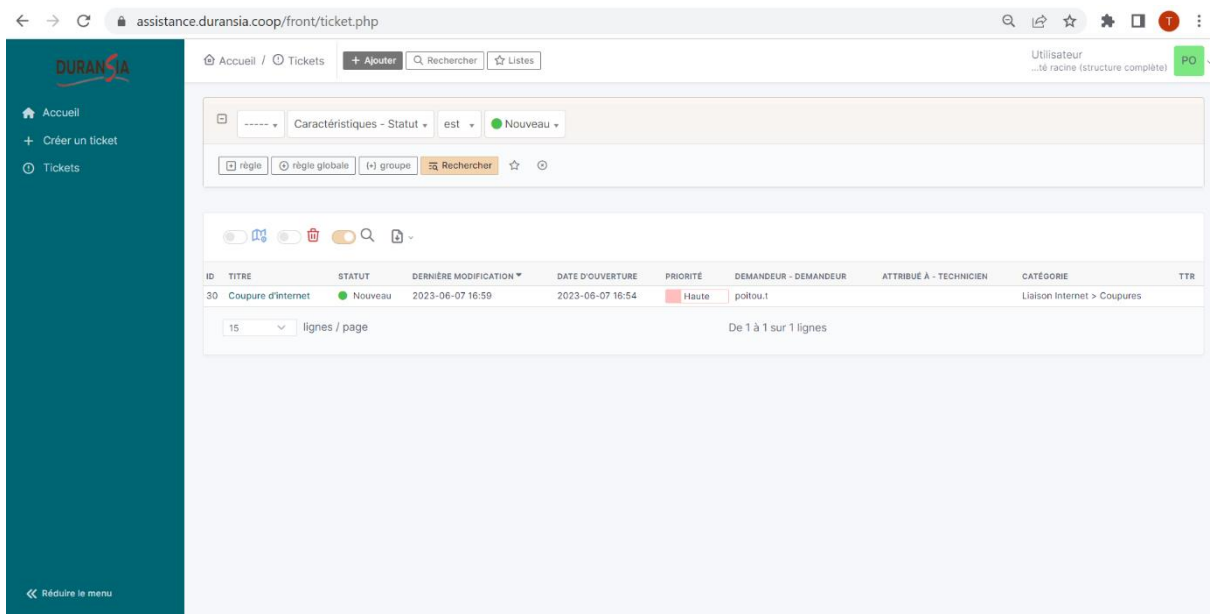 assistance.duransia.coop/front/ticket.php
T
DURANSIA
Accueil / Tickets
+ Ajouter
Rechercher
Listes
Utilisateur
...té racine (structure complète)
PO
Accueil
+ Créer un ticket
Tickets
----- Caractéristiques - Statut est Nouveau
règle
règle globale
(+) groupe
Rechercher
ID TITRE STATUT DERNIÈRE MODIFICATION DATE D'OUVERTURE PRIORITÉ DEMANDEUR - DEMANDEUR ATTRIBUÉ À - TECHNICIEN CATÉGORIE TTR
30 Coupure d'internet Nouveau 2023-06-07 16:59 2023-06-07 16:54 Haute poitou.t Liaison Internet > Coupures
15 lignes / page De 1 à 1 sur 1 lignes
Réduire le menu